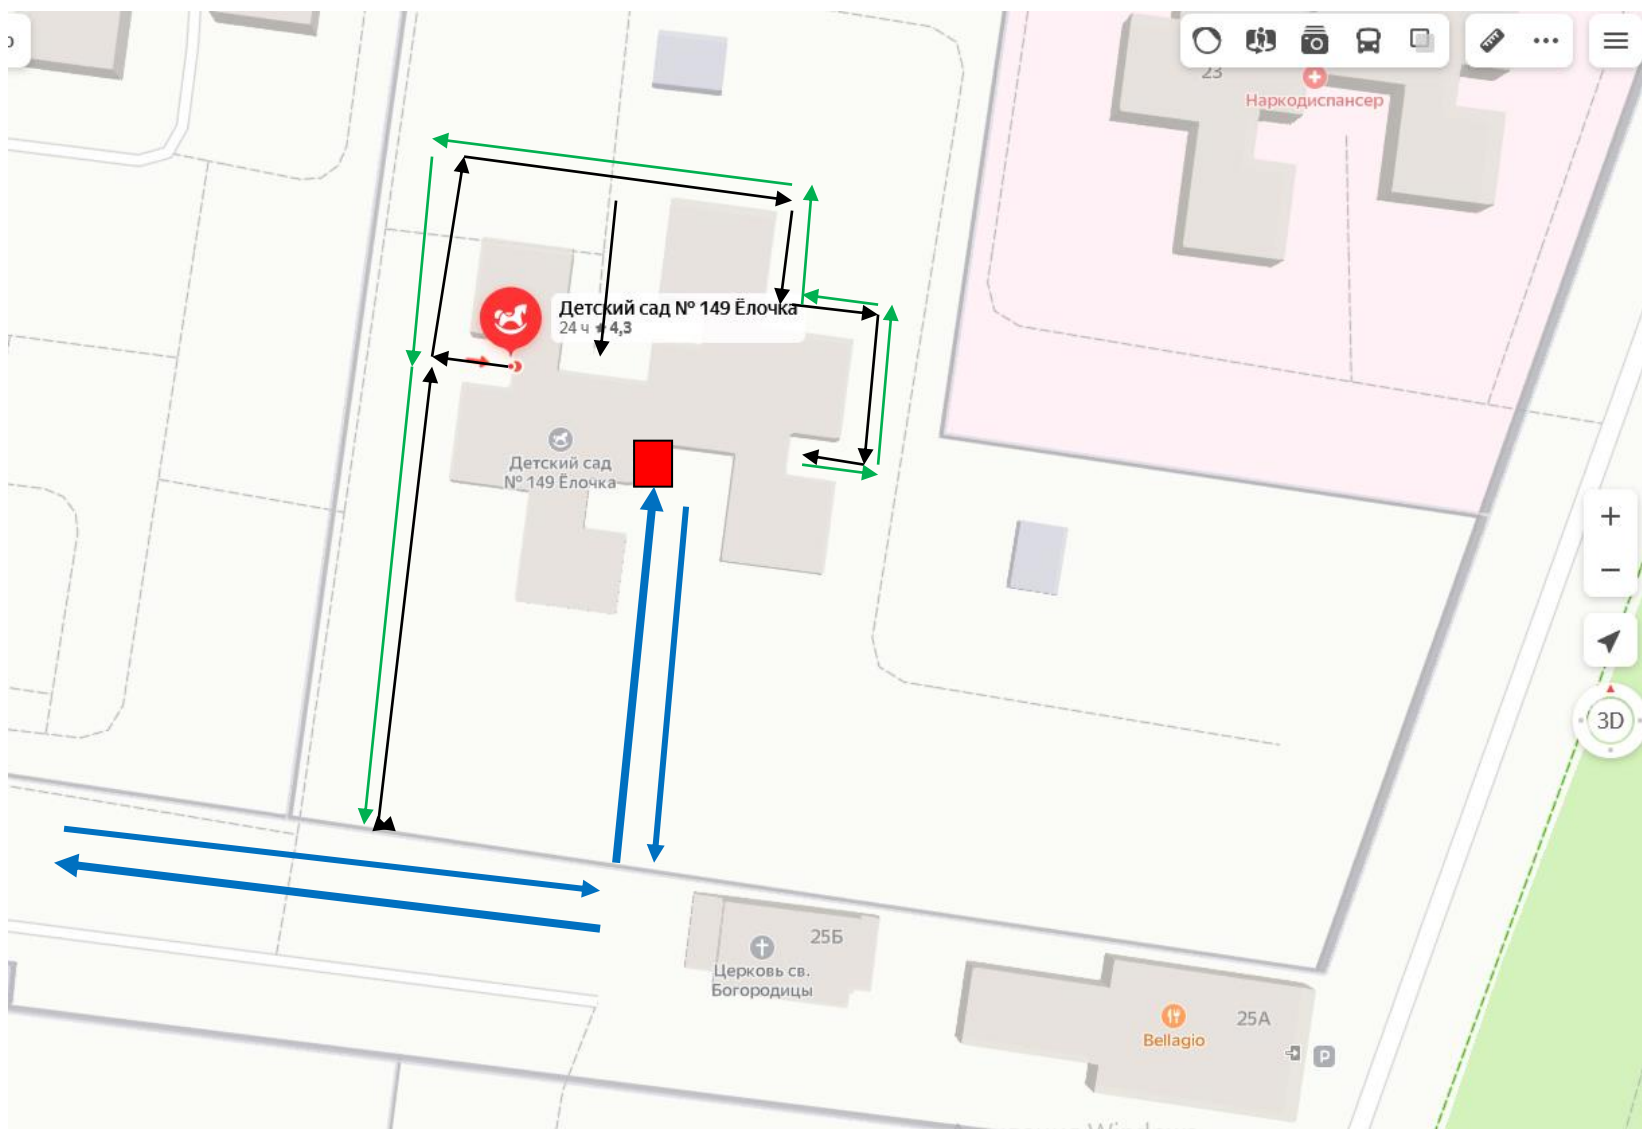 23
Наркодиспансер
Детский сад № 149 Ёлочка
24 ч ★ 4,3
Детский сад
№ 149 Ёлочка
+
−
3D
25Б
Церковь св.
Богородицы
25А
Bellagio
P